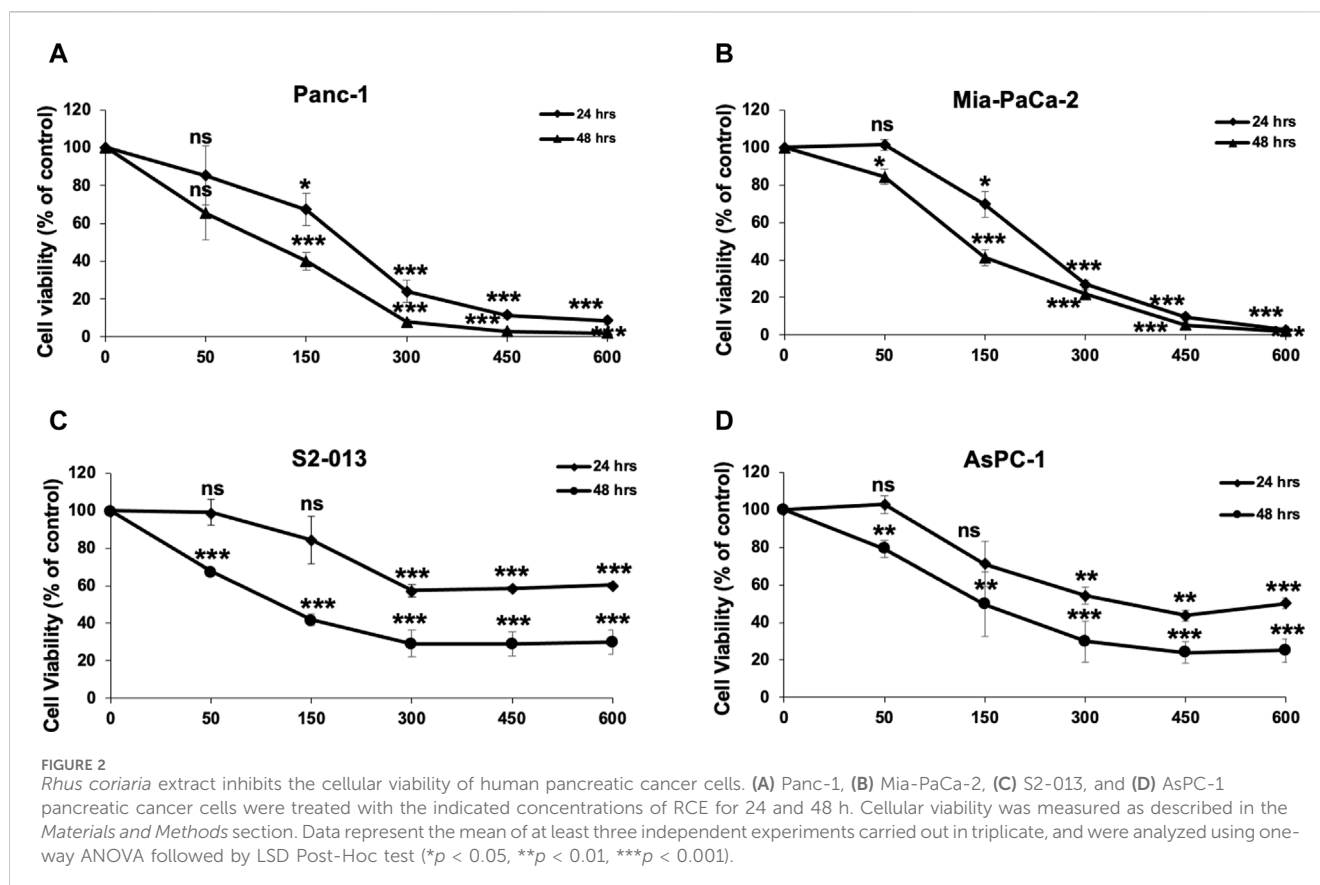 A
Panc-1
Cell viability (% of control)
120
100
80
60
40
20
0
24 hrs
48 hrs
ns
ns
*
***
***
***
***
***
***
***
0 50 150 300 450 600
B
Mia-PaCa-2
Cell viability (% of control)
120
100
80
60
40
20
0
24 hrs
48 hrs
ns
*
*
***
***
***
***
***
***
***
0 50 150 300 450 600
C
S2-013
Cell Viability (% of control)
120
100
80
60
40
20
0
24 hrs
48 hrs
ns
ns
***
***
***
***
***
***
***
***
0 50 150 300 450 600
D
AsPC-1
Cell Viability (% of control)
120
100
80
60
40
20
0
24 hrs
48 hrs
ns
**
ns
**
**
***
**
***
***
***
0 50 150 300 450 600
FIGURE 2
Rhus coriaria extract inhibits the cellular viability of human pancreatic cancer cells. (A) Panc-1, (B) Mia-PaCa-2, (C) S2-013, and (D) AsPC-1
pancreatic cancer cells were treated with the indicated concentrations of RCE for 24 and 48 h. Cellular viability was measured as described in the
Materials and Methods section. Data represent the mean of at least three independent experiments carried out in triplicate, and were analyzed using one-
way ANOVA followed by LSD Post-Hoc test (*p < 0.05, **p < 0.01, ***p < 0.001).